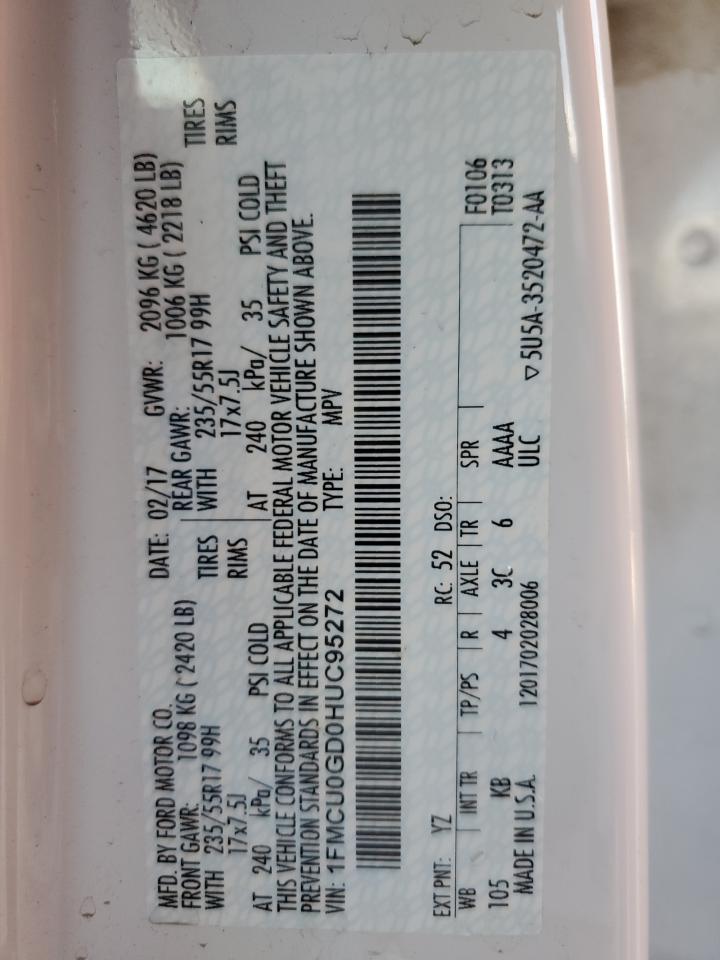 MFD. BY FORD MOTOR CO. DATE: 02/17 GVWR: 2096 KG ( 4620 LB)
FRONT GAWR: 1098 KG ( 2420 LB) REAR GAWR: 1006 KG ( 2218 LB)
WITH 235/55R17 99H TIRES WITH 235/55R17 99H TIRES
17x7.5J RIMS 17x7.5J RIMS
AT 240 kPa/ 35 PSI COLD AT 240 kPa/ 35 PSI COLD
THIS VEHICLE CONFORMS TO ALL APPLICABLE FEDERAL MOTOR VEHICLE SAFETY AND THEFT
PREVENTION STANDARDS IN EFFECT ON THE DATE OF MANUFACTURE SHOWN ABOVE.
VIN: 1FMCU0GD0HUC95272 TYPE: MPV
EXT PNT: YZ RC: 52 DSO:
WB INT TR TP/PS R AXLE TR SPR F0106
105 KB 4 3C 6 AAAA T0313
MADE IN U.S.A. 1201702028006 ULC ▽5U5A-3520472-AA